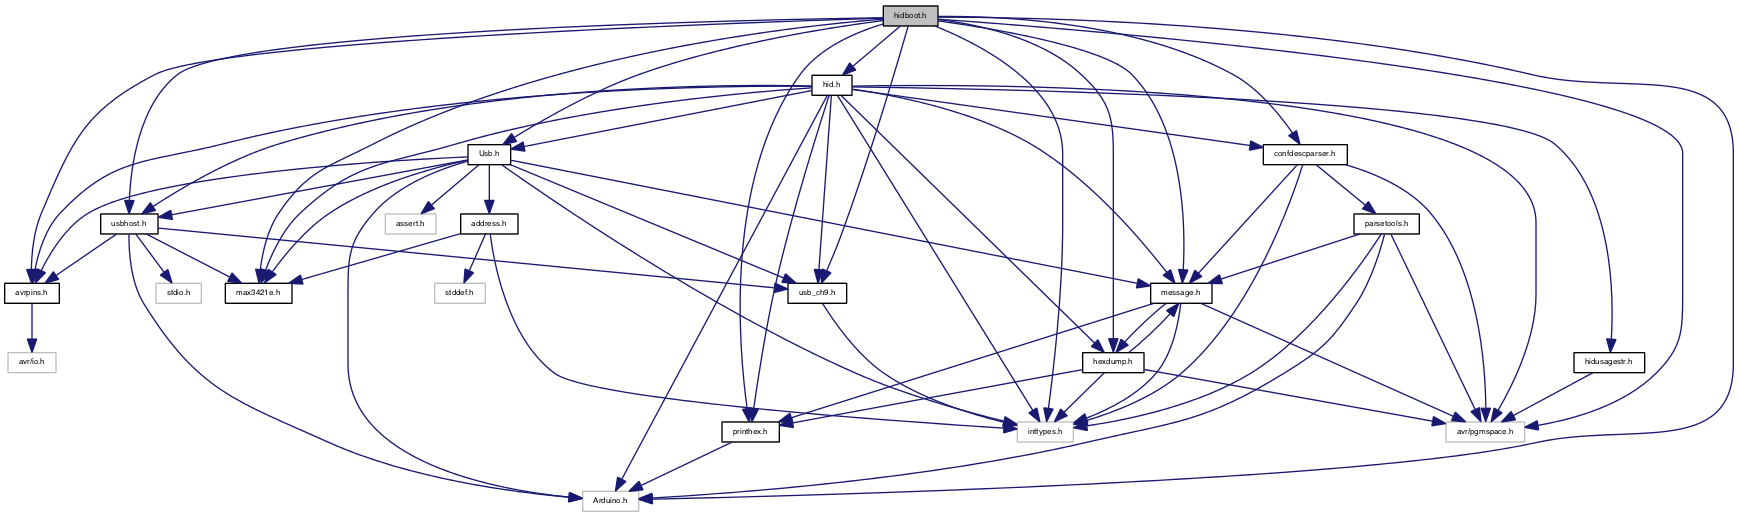 hidboot.h
hid.h
Usb.h
confdescparser.h
usbhost.h
assert.h
address.h
parsetools.h
avrpins.h
stdio.h
max3421e.h
stddef.h
usb_ch9.h
message.h
avr/io.h
hexdump.h
hidusagestr.h
printhex.h
inttypes.h
avr/pgmspace.h
Arduino.h